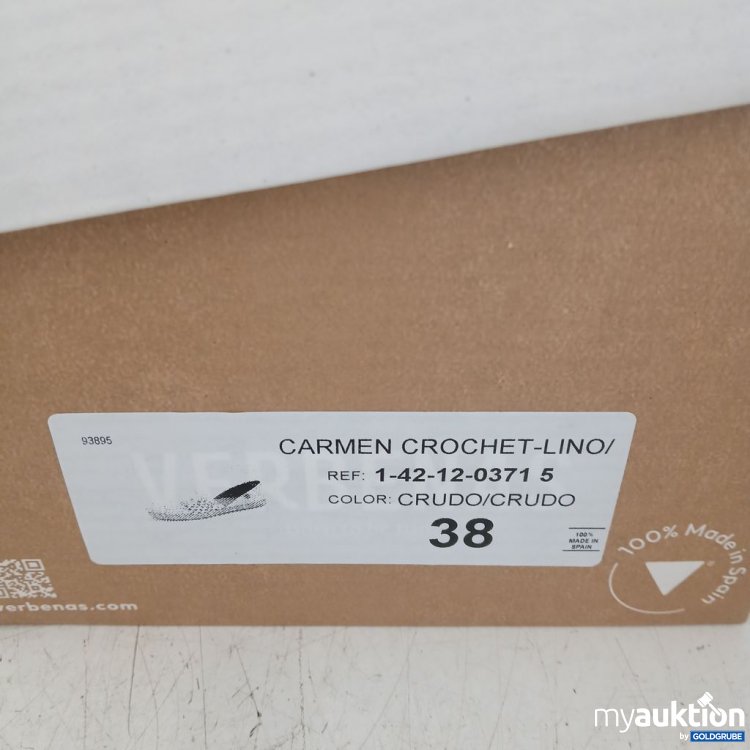 93895
CARMEN CROCHET-LINO/
REF: 1-42-12-0371 5
COLOR: CRUDO/CRUDO
38
100%
MADE IN
SPAIN
100% Made in Spain
verbenas.com
myauktion
by GOLDGRUBE